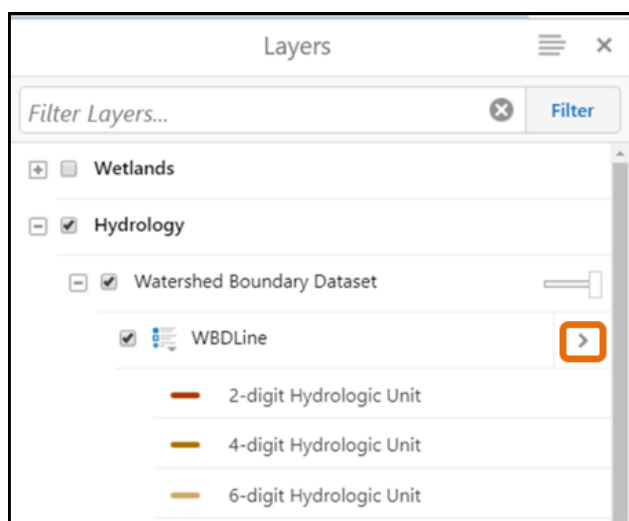 Layers
Filter Layers...
Filter
Wetlands
Hydrology
Watershed Boundary Dataset
WBDLine
2-digit Hydrologic Unit
4-digit Hydrologic Unit
6-digit Hydrologic Unit